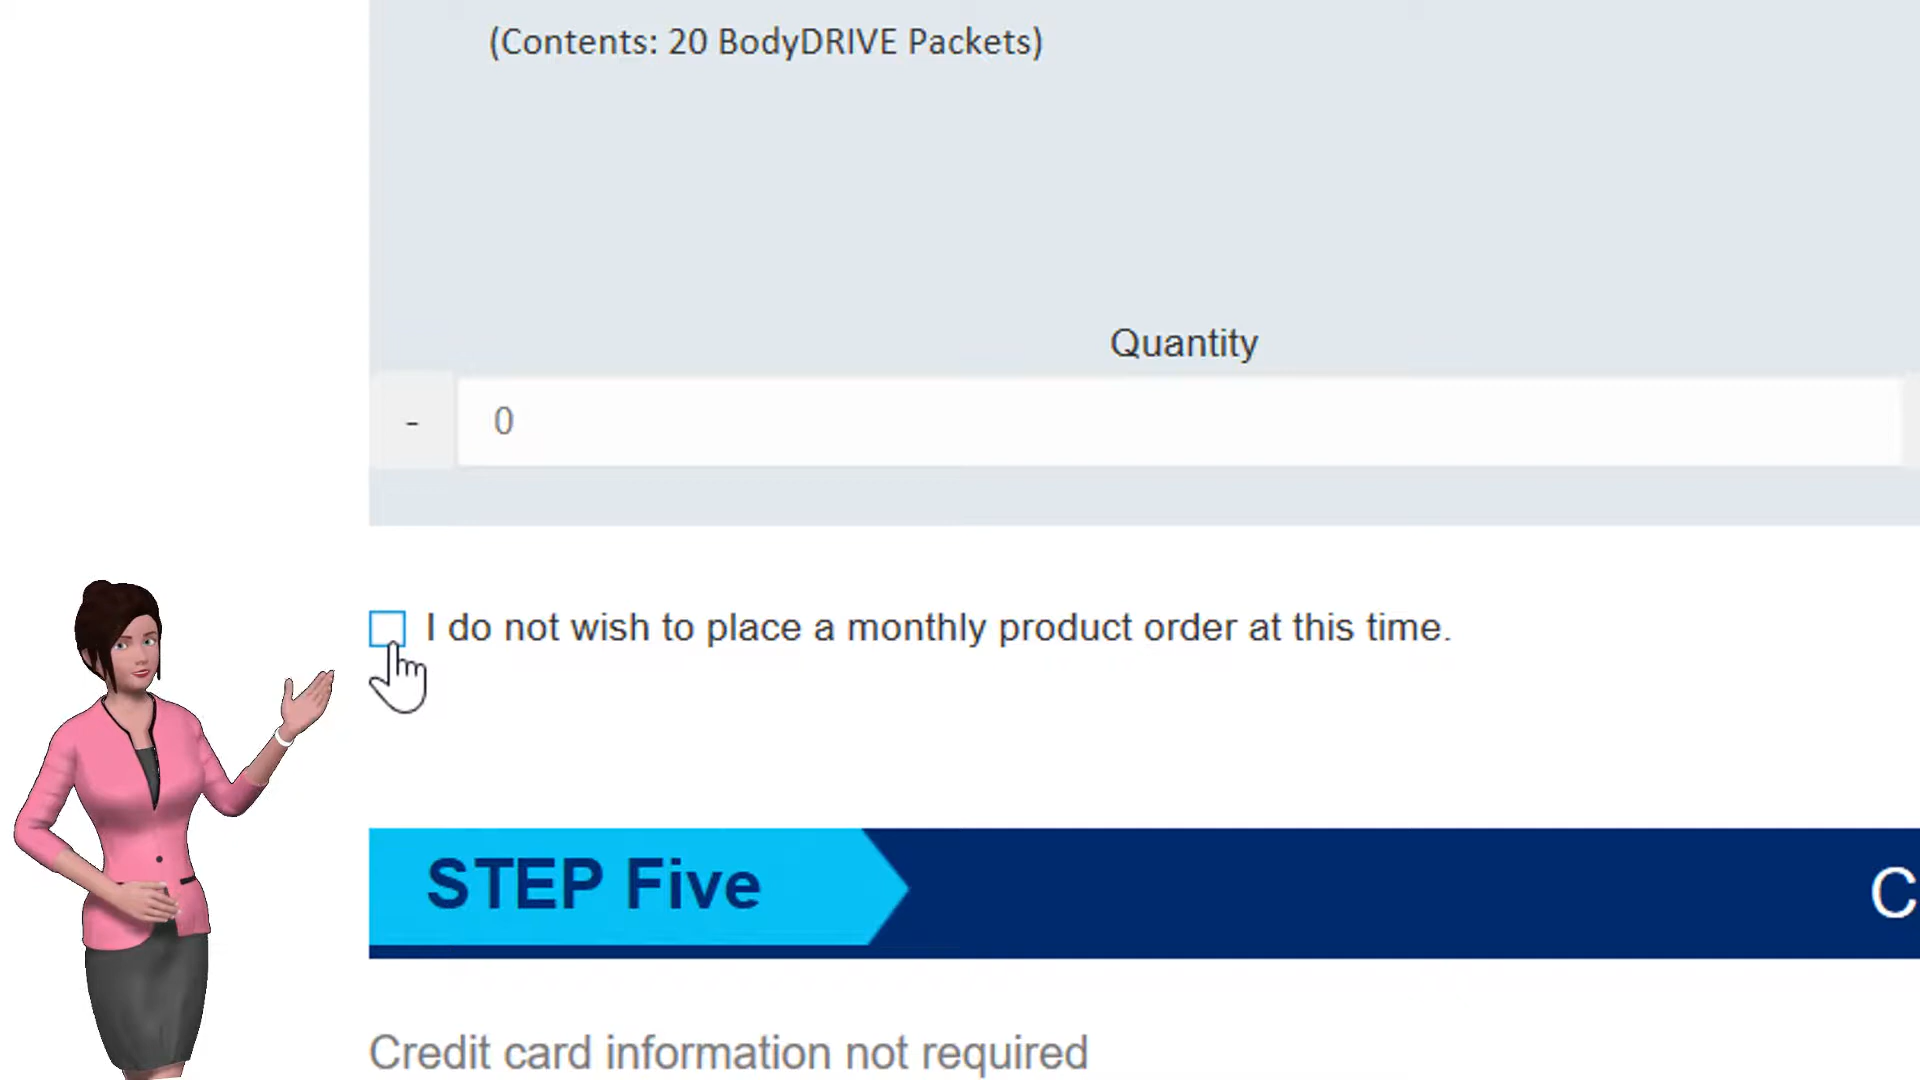 (Contents: 20 BodyDRIVE Packets)
Quantity
- 0
I do not wish to place a monthly product order at this time.
STEP Five
C
Credit card information not required